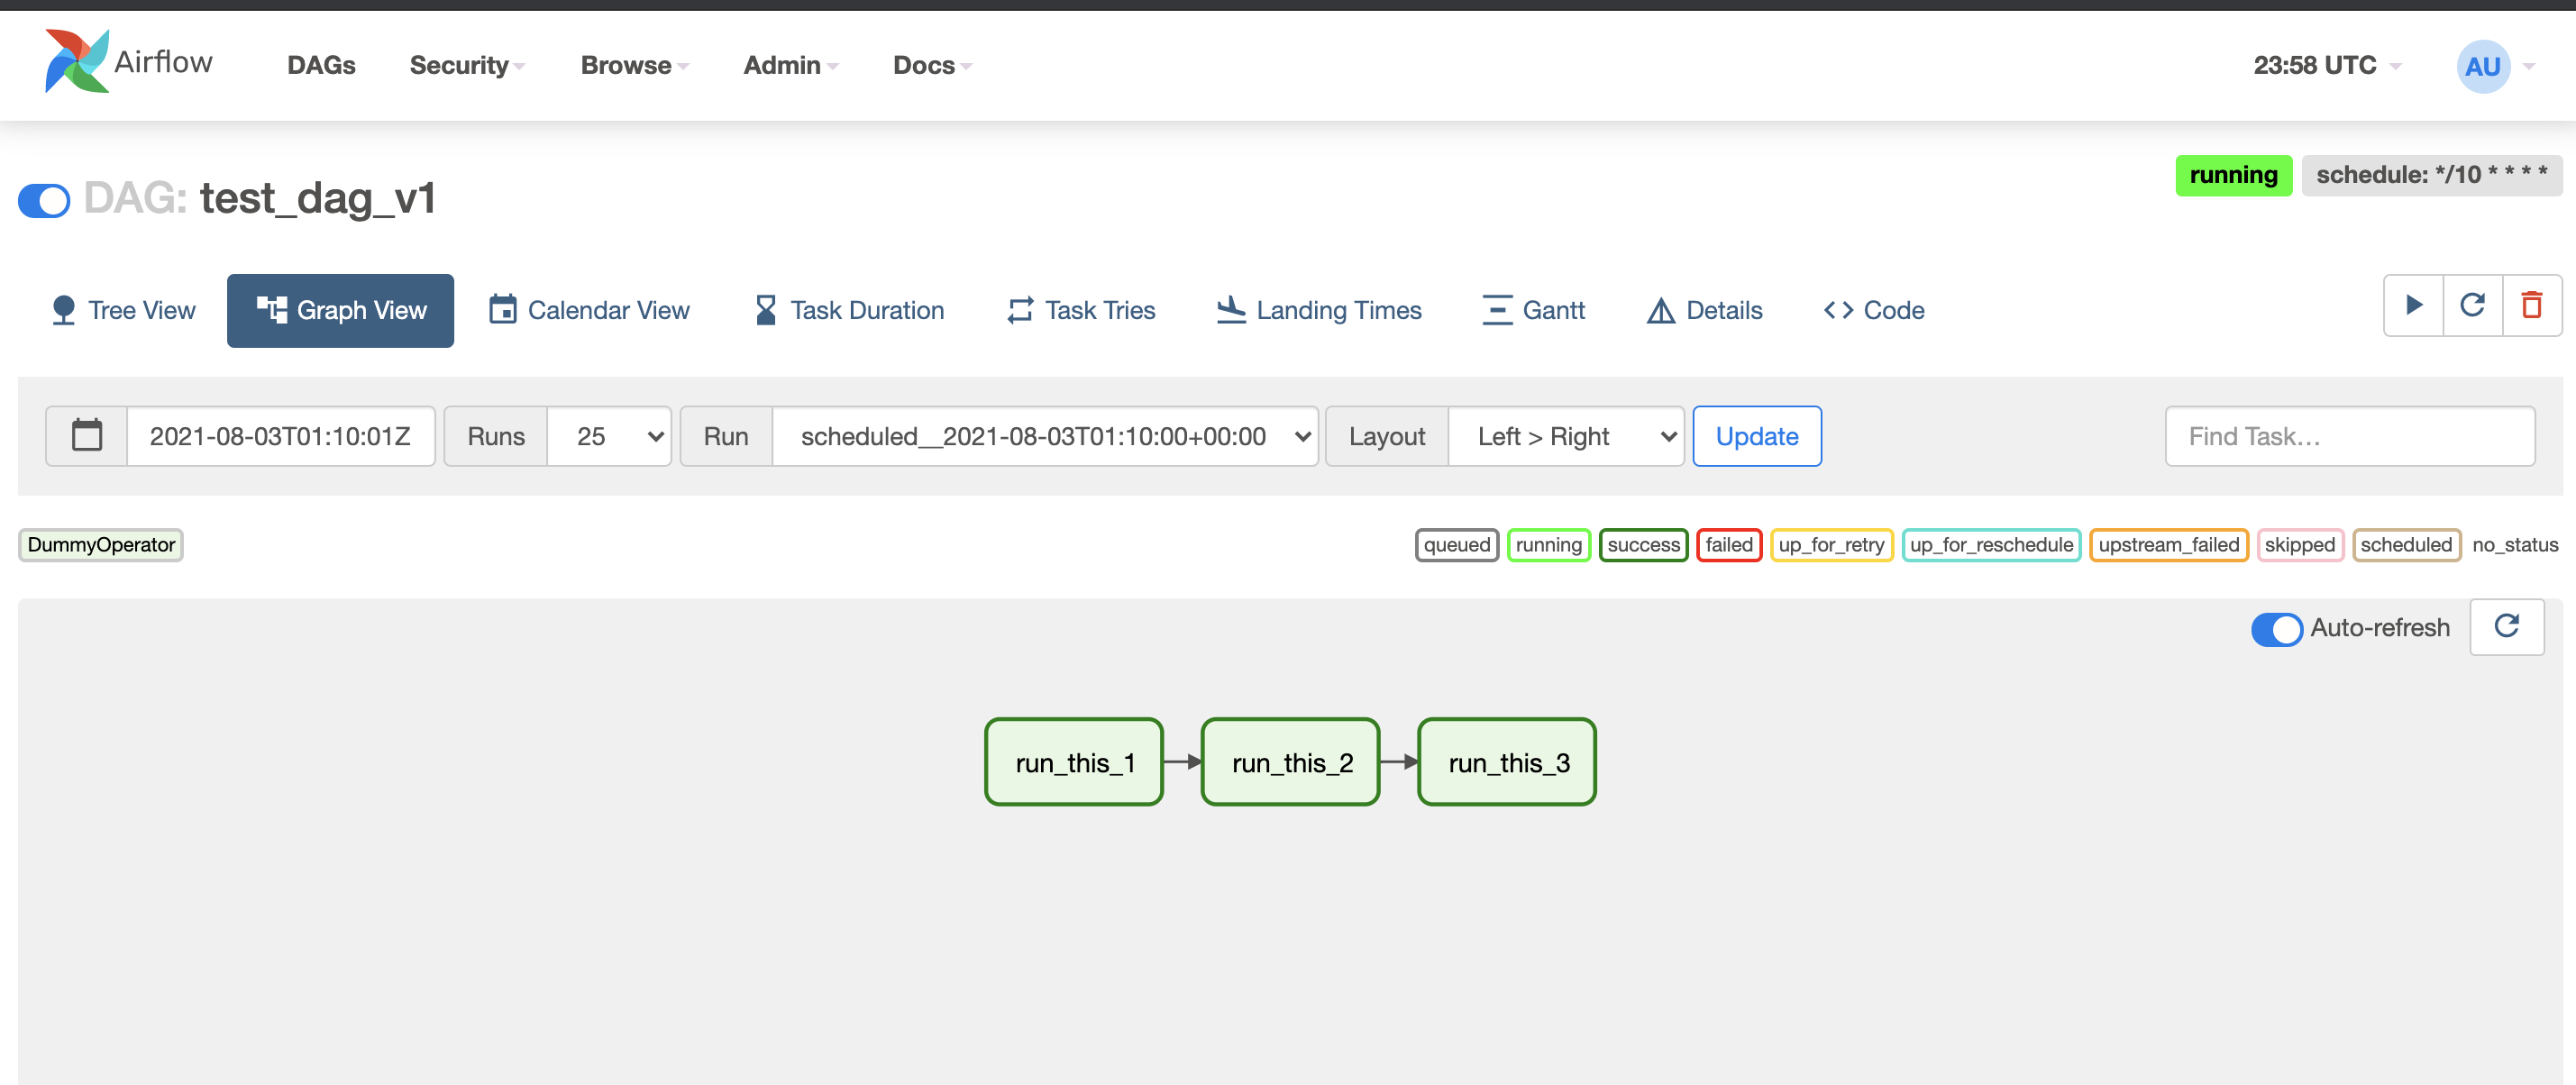 Airflow DAGs Security Browse Admin Docs 23:58 UTC AU
DAG: test_dag_v1 running schedule: */10 * * * *
Tree View Graph View Calendar View Task Duration Task Tries Landing Times Gantt Details Code
2021-08-03T01:10:01Z Runs 25 Run scheduled__2021-08-03T01:10:00+00:00 Layout Left > Right Update Find Task...
DummyOperator queued running success failed up_for_retry up_for_reschedule upstream_failed skipped scheduled no_status
Auto-refresh
run_this_1 run_this_2 run_this_3